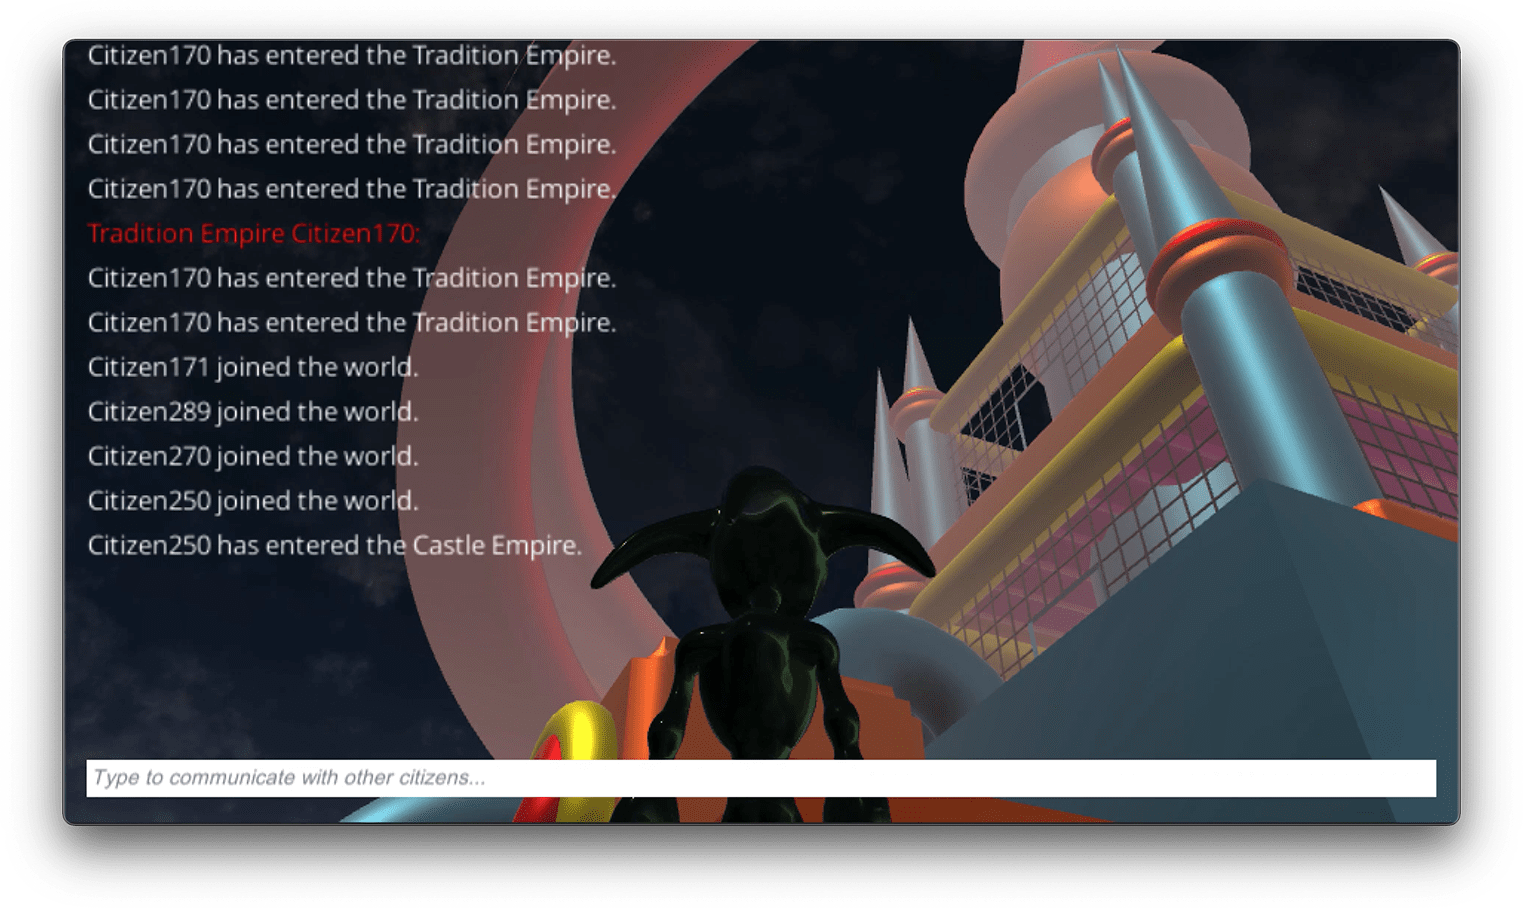 Citizen170 has entered the Tradition Empire.
Citizen170 has entered the Tradition Empire.
Citizen170 has entered the Tradition Empire.
Citizen170 has entered the Tradition Empire.
Tradition Empire Citizen170:
Citizen170 has entered the Tradition Empire.
Citizen170 has entered the Tradition Empire.
Citizen171 joined the world.
Citizen289 joined the world.
Citizen270 joined the world.
Citizen250 joined the world.
Citizen250 has entered the Castle Empire.
Type to communicate with other citizens...